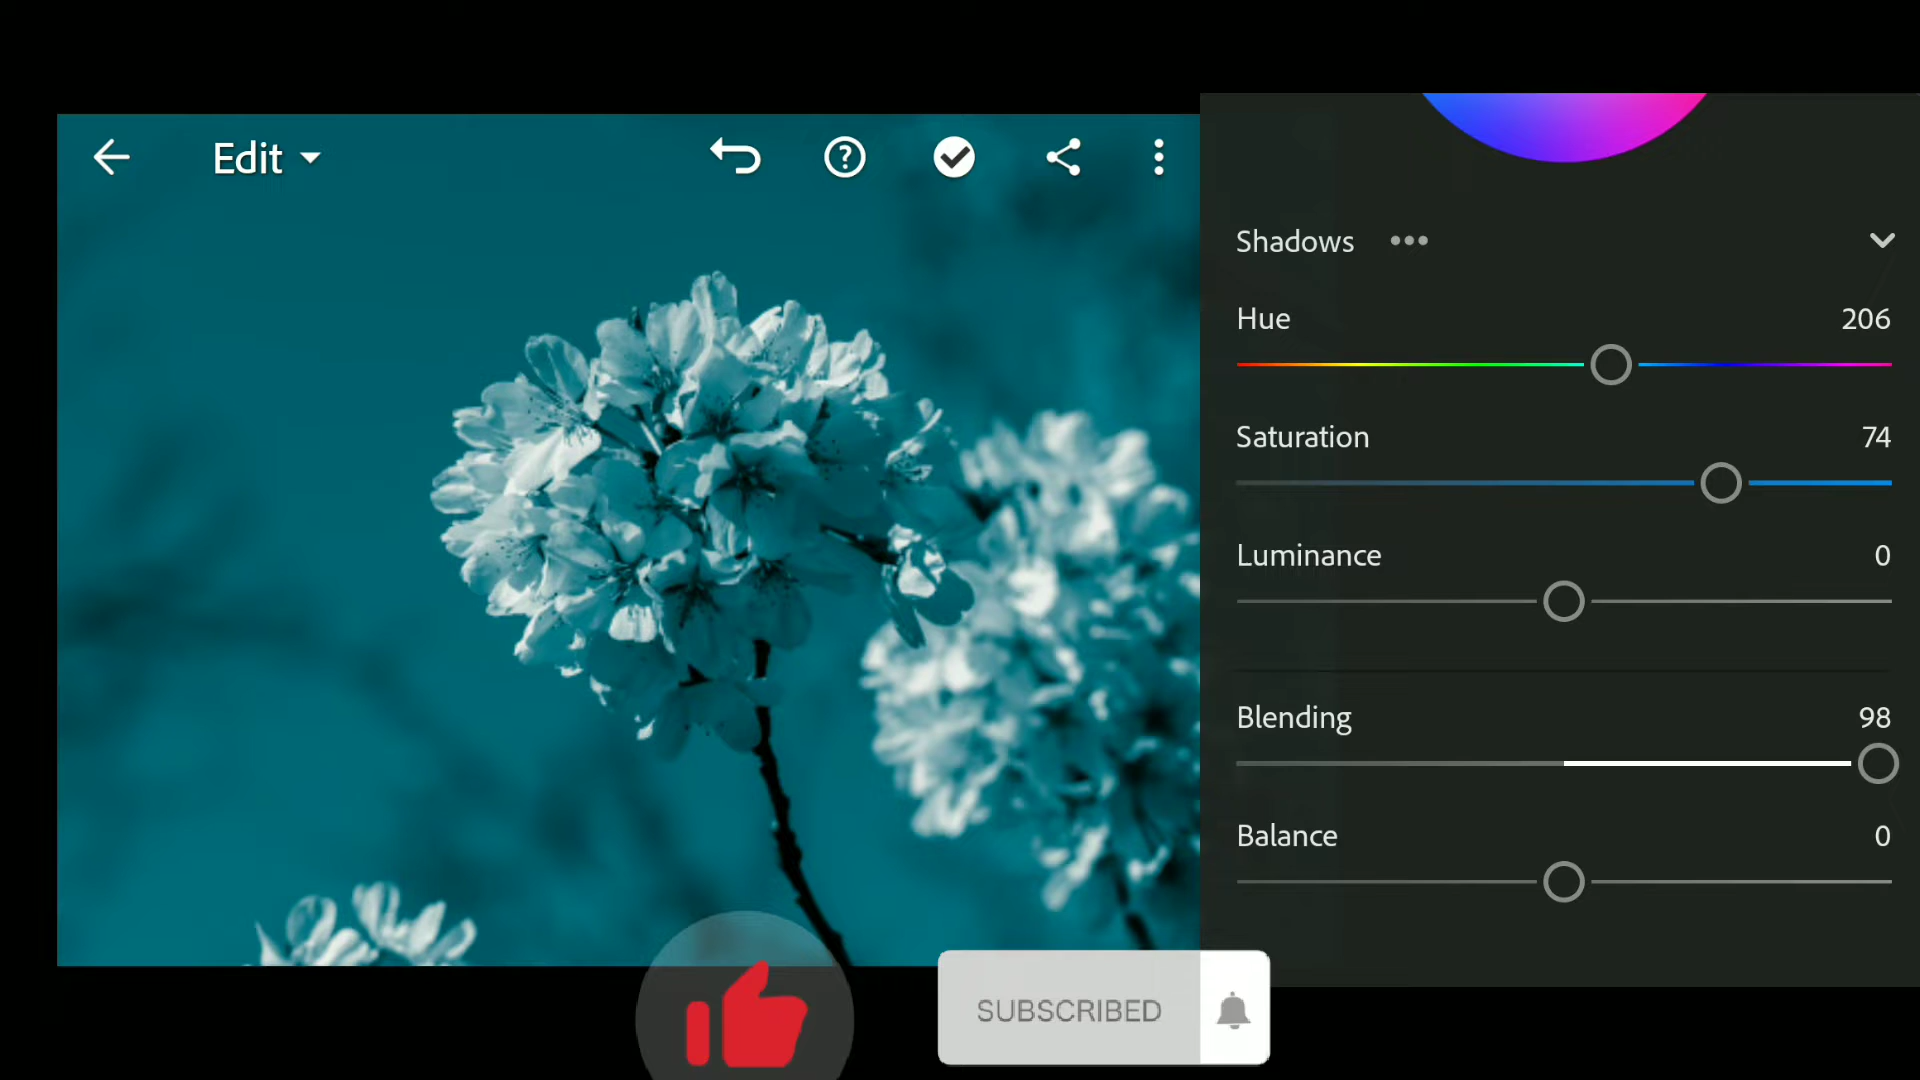 Edit
Shadows
Hue 206
Saturation 74
Luminance 0
Blending 98
Balance 0
SUBSCRIBED